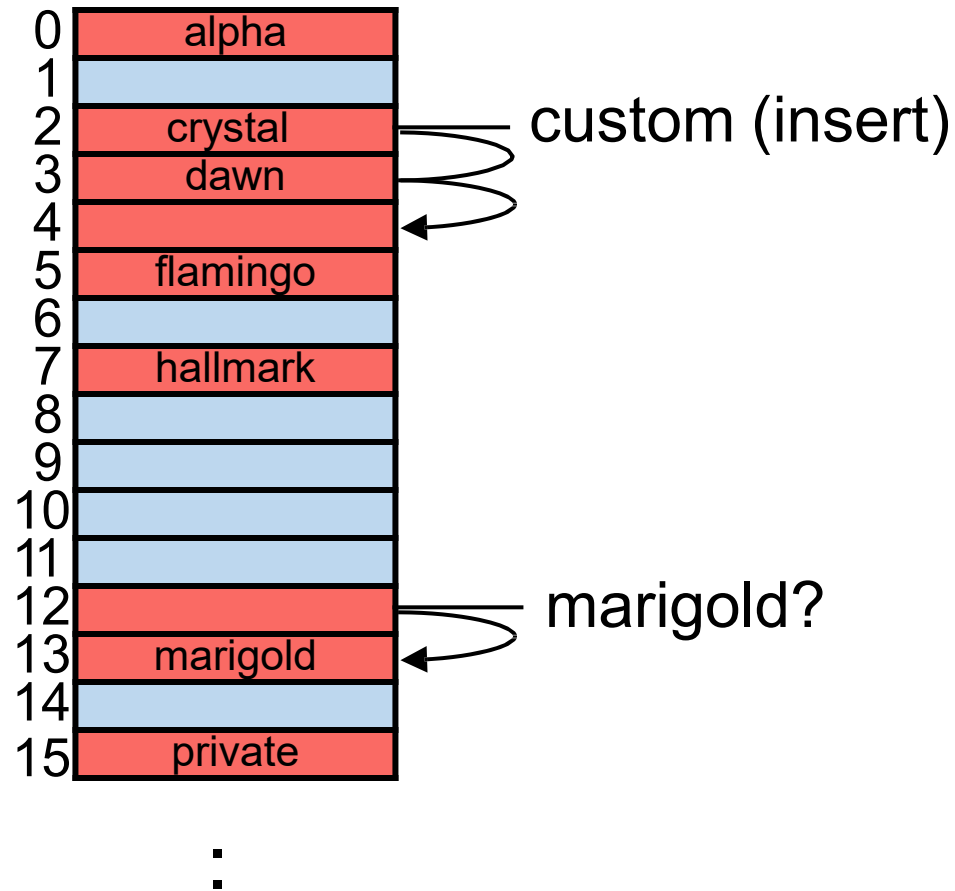 0 alpha
1
2 crystal custom (insert)
3 dawn
4
5 flamingo
6
7 hallmark
8
9
10
11
12 marigold?
13 marigold
14
15 private
: